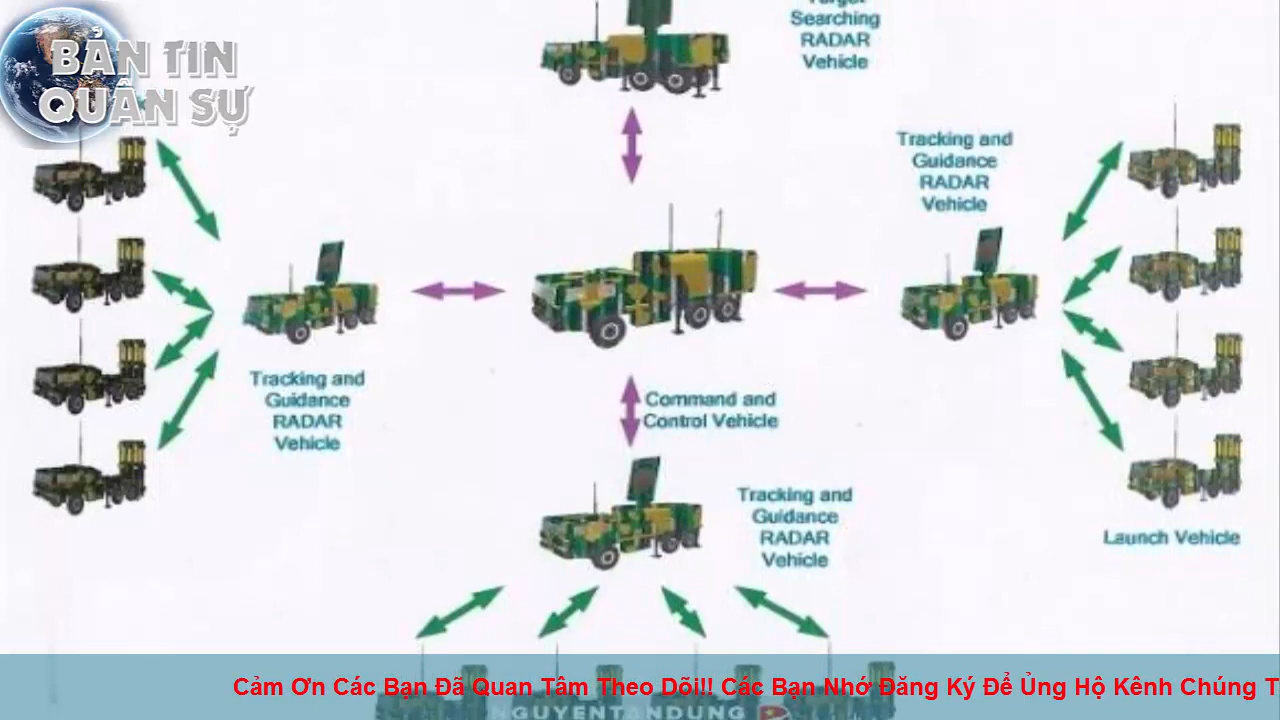 BẢN TIN
QUÂN SỰ
Target
Searching
RADAR
Vehicle
Tracking and
Guidance
RADAR
Vehicle
Tracking and
Guidance
RADAR
Vehicle
Command and
Control Vehicle
Tracking and
Guidance
RADAR
Vehicle
Launch Vehicle
Cảm Ơn Các Bạn Đã Quan Tâm Theo Dõi!! Các Bạn Nhớ Đăng Ký Để Ủng Hộ Kênh Chúng T
NGUYENTANDUNG